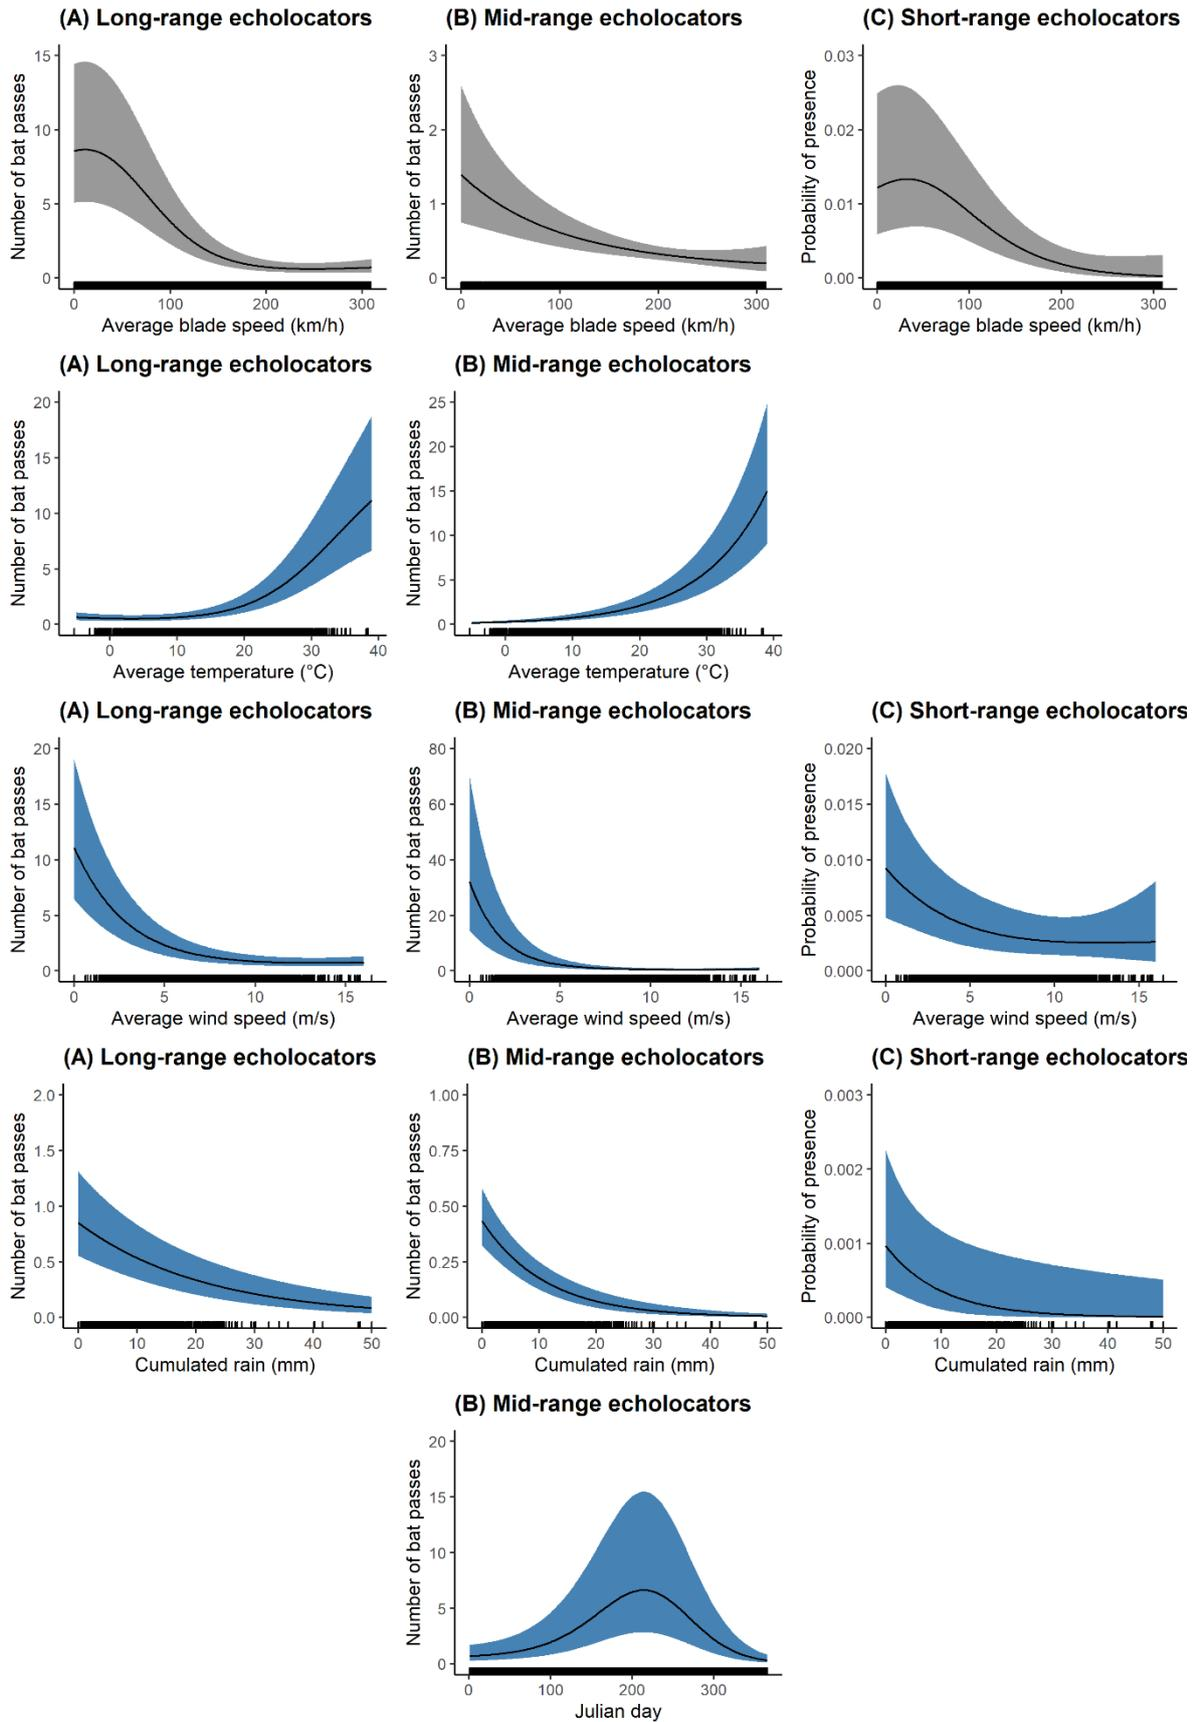 (A) Long-range echolocators
(B) Mid-range echolocators
(C) Short-range echolocators
Number of bat passes
15
10
5
0
0 100 200 300
Average blade speed (km/h)
Number of bat passes
3
2
1
0
0 100 200 300
Average blade speed (km/h)
Probability of presence
0.03
0.02
0.01
0.00
0 100 200 300
Average blade speed (km/h)
(A) Long-range echolocators
(B) Mid-range echolocators
Number of bat passes
20
15
10
5
0
0 10 20 30 40
Average temperature (°C)
Number of bat passes
25
20
15
10
5
0
0 10 20 30 40
Average temperature (°C)
(A) Long-range echolocators
(B) Mid-range echolocators
(C) Short-range echolocators
Number of bat passes
20
15
10
5
0
0 5 10 15
Average wind speed (m/s)
Number of bat passes
80
60
40
20
0
0 5 10 15
Average wind speed (m/s)
Probability of presence
0.020
0.015
0.010
0.005
0.000
0 5 10 15
Average wind speed (m/s)
(A) Long-range echolocators
(B) Mid-range echolocators
(C) Short-range echolocators
Number of bat passes
2.0
1.5
1.0
0.5
0.0
0 10 20 30 40 50
Cumulated rain (mm)
Number of bat passes
1.00
0.75
0.50
0.25
0.00
0 10 20 30 40 50
Cumulated rain (mm)
Probability of presence
0.003
0.002
0.001
0.000
0 10 20 30 40 50
Cumulated rain (mm)
(B) Mid-range echolocators
Number of bat passes
20
15
10
5
0
0 100 200 300
Julian day